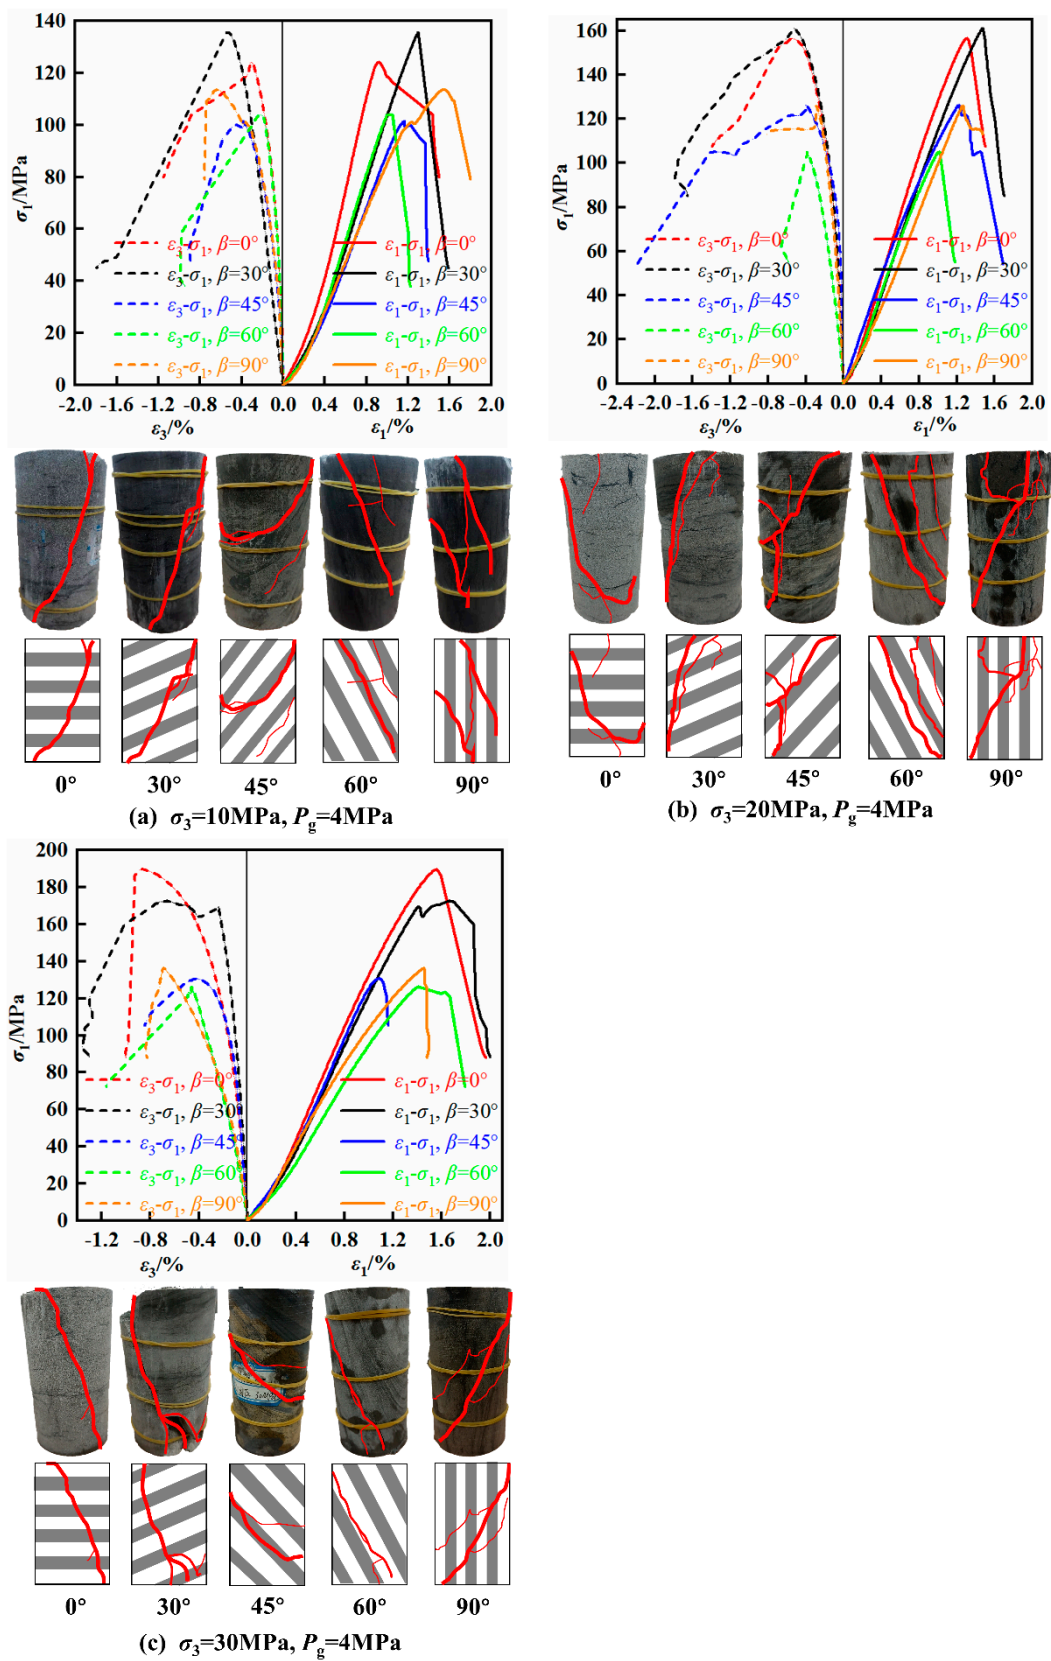 140
120
100
80
60
40
20
0
σ1/MPa
ε3-σ1, β=0°
ε3-σ1, β=30°
ε3-σ1, β=45°
ε3-σ1, β=60°
ε3-σ1, β=90°
ε1-σ1, β=0°
ε1-σ1, β=30°
ε1-σ1, β=45°
ε1-σ1, β=60°
ε1-σ1, β=90°
-2.0 -1.6 -1.2 -0.8 -0.4 0.0 0.4 0.8 1.2 1.6 2.0
ε3/% ε1/%
0° 30° 45° 60° 90°
(a) σ3=10MPa, Pg=4MPa
160
140
120
100
80
60
40
20
0
σ1/MPa
ε3-σ1, β=0°
ε3-σ1, β=30°
ε3-σ1, β=45°
ε3-σ1, β=60°
ε3-σ1, β=90°
ε1-σ1, β=0°
ε1-σ1, β=30°
ε1-σ1, β=45°
ε1-σ1, β=60°
ε1-σ1, β=90°
-2.4 -2.0 -1.6 -1.2 -0.8 -0.4 0.0 0.4 0.8 1.2 1.6 2.0
ε3/% ε1/%
0° 30° 45° 60° 90°
(b) σ3=20MPa, Pg=4MPa
200
180
160
140
120
100
80
60
40
20
0
σ1/MPa
ε3-σ1, β=0°
ε3-σ1, β=30°
ε3-σ1, β=45°
ε3-σ1, β=60°
ε3-σ1, β=90°
ε1-σ1, β=0°
ε1-σ1, β=30°
ε1-σ1, β=45°
ε1-σ1, β=60°
ε1-σ1, β=90°
-1.2 -0.8 -0.4 0.0 0.4 0.8 1.2 1.6 2.0
ε3/% ε1/%
0° 30° 45° 60° 90°
(c) σ3=30MPa, Pg=4MPa